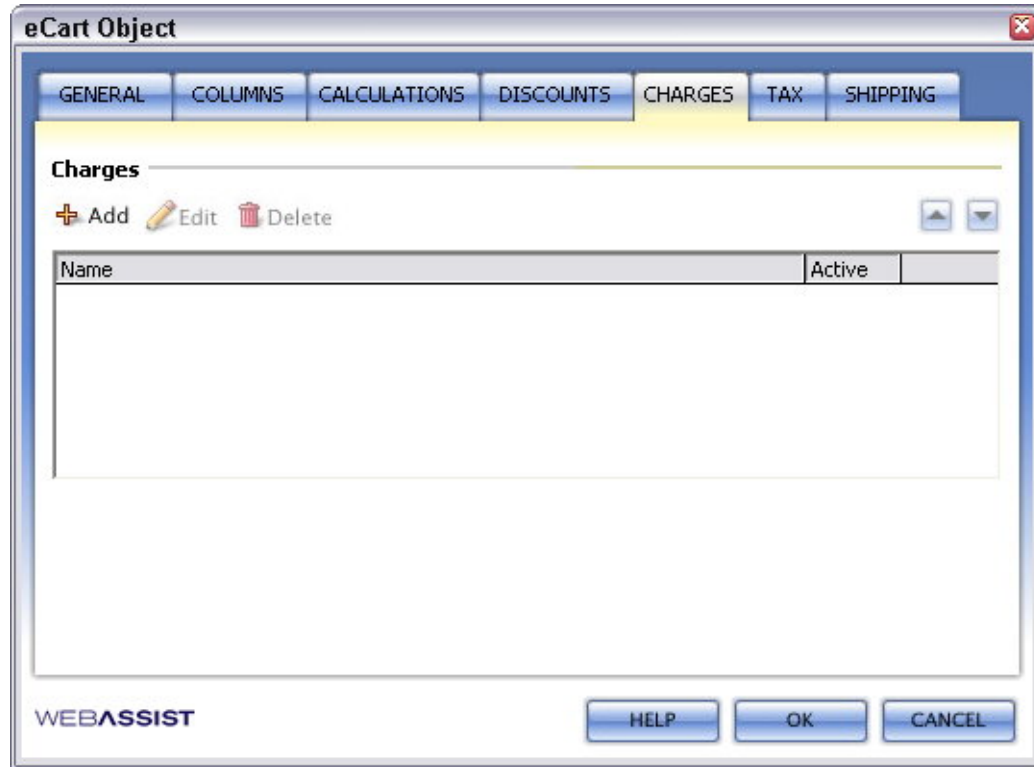 eCart Object
GENERAL COLUMNS CALCULATIONS DISCOUNTS CHARGES TAX SHIPPING
Charges
Add Edit Delete
Name Active
WEBASSIST HELP OK CANCEL